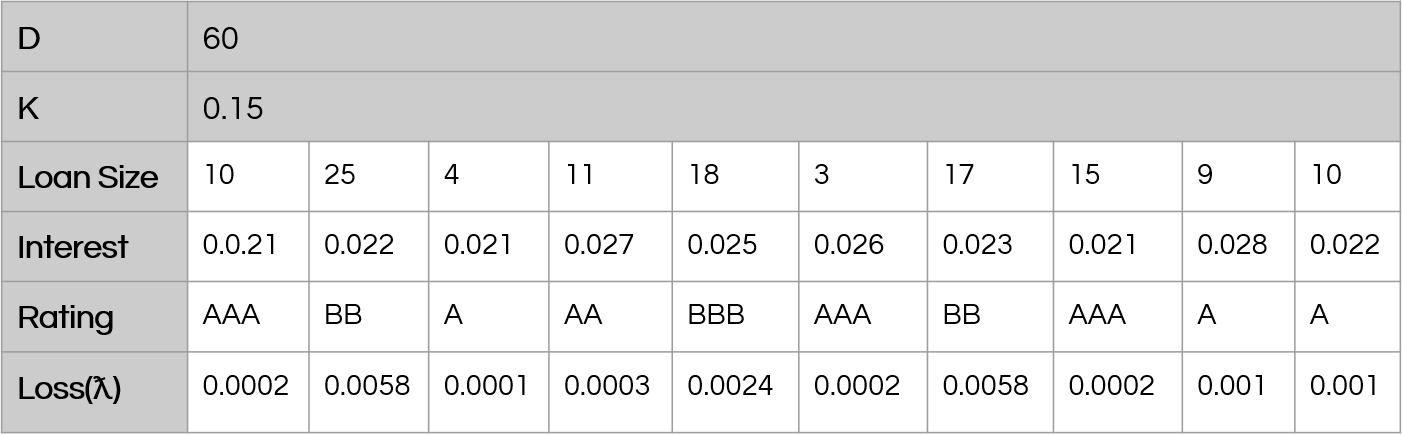 D 60
K 0.15
Loan Size 10 25 4 11 18 3 17 15 9 10
Interest 0.0.21 0.022 0.021 0.027 0.025 0.026 0.023 0.021 0.028 0.022
Rating AAA BB A AA BBB AAA BB AAA A A
Loss(ƛ) 0.0002 0.0058 0.0001 0.0003 0.0024 0.0002 0.0058 0.0002 0.001 0.001